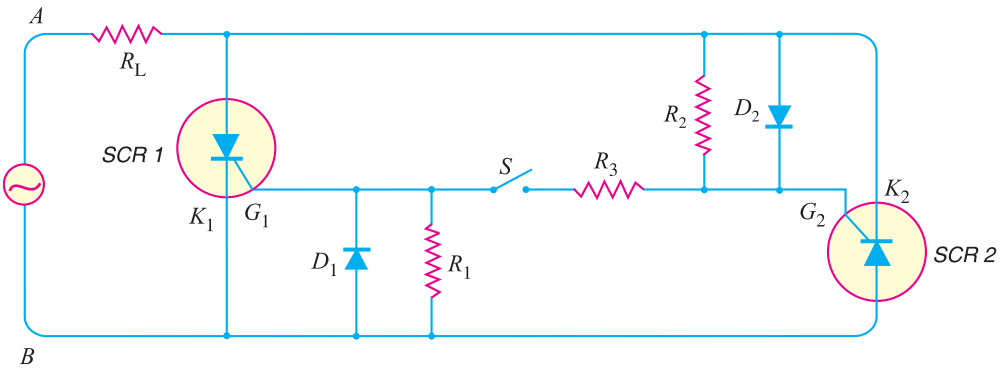 A
R_L
SCR 1
K_1
G_1
D_1
R_1
S
R_3
R_2
D_2
G_2
K_2
SCR 2
B